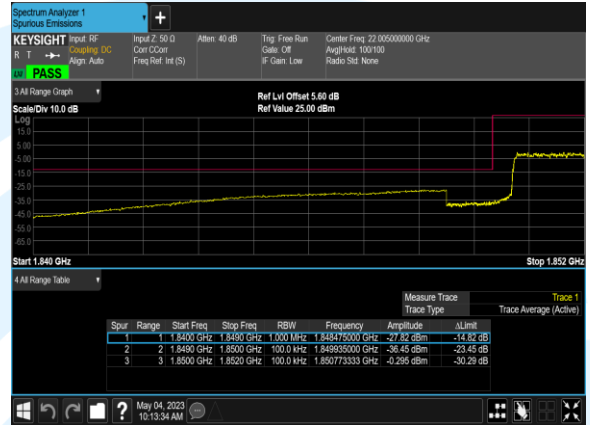 Spectrum Analyzer 1
Spurious Emissions
KEYSIGHT Input: RF Input Z: 50 Ω Atten: 40 dB Trig: Free Run Center Freq: 22.005000000 GHz
R T Coupling: DC Corr CCorr Gate: Off Avg|Hold: 100/100
Align: Auto Freq Ref: Int (S) IF Gain: Low Radio Std: None
PASS
3 All Range Graph
Ref Lvl Offset 5.60 dB
Scale/Div 10.0 dB Ref Value 25.00 dBm
Log
15.0
5.00
-5.00
-15.0
-25.0
-35.0
-45.0
-55.0
-65.0
Start 1.840 GHz Stop 1.852 GHz
4 All Range Table
Measure Trace Trace 1
Trace Type Trace Average (Active)
Spur Range Start Freq Stop Freq RBW Frequency Amplitude ΔLimit
1 1 1.8400 GHz 1.8490 GHz 1.000 MHz 1.848475000 GHz -27.82 dBm -14.82 dB
2 2 1.8490 GHz 1.8500 GHz 100.0 kHz 1.849935000 GHz -36.45 dBm -23.45 dB
3 3 1.8500 GHz 1.8520 GHz 100.0 kHz 1.850773333 GHz -0.295 dBm -30.29 dB
? May 04, 2023
10:13:34 AM